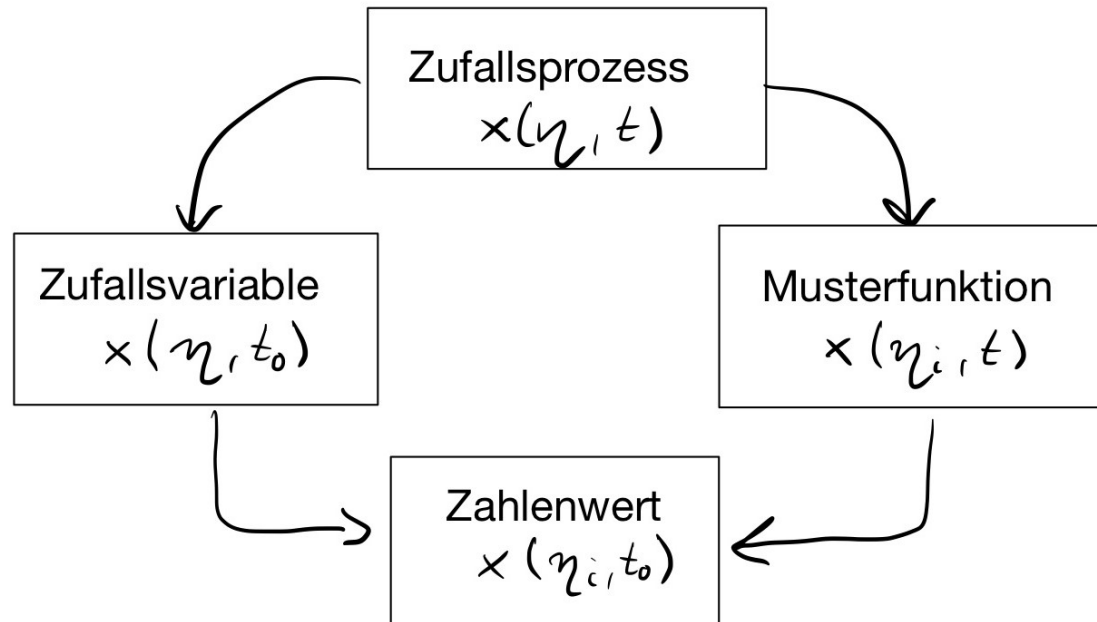 Zufallsprozess
x(η, t)
Zufallsvariable
x(η, t₀)
Musterfunktion
x(ηᵢ, t)
Zahlenwert
x(ηᵢ, t₀)